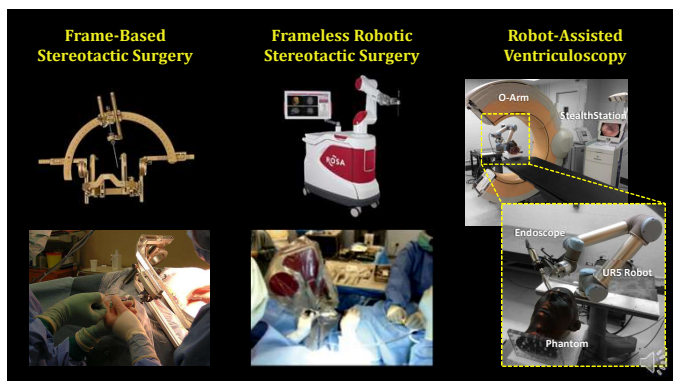 Frame-Based
Stereotactic Surgery
Frameless Robotic
Stereotactic Surgery
Robot-Assisted
Ventriculoscopy
ROSA
O-Arm
StealthStation
Endoscope
UR5 Robot
Phantom